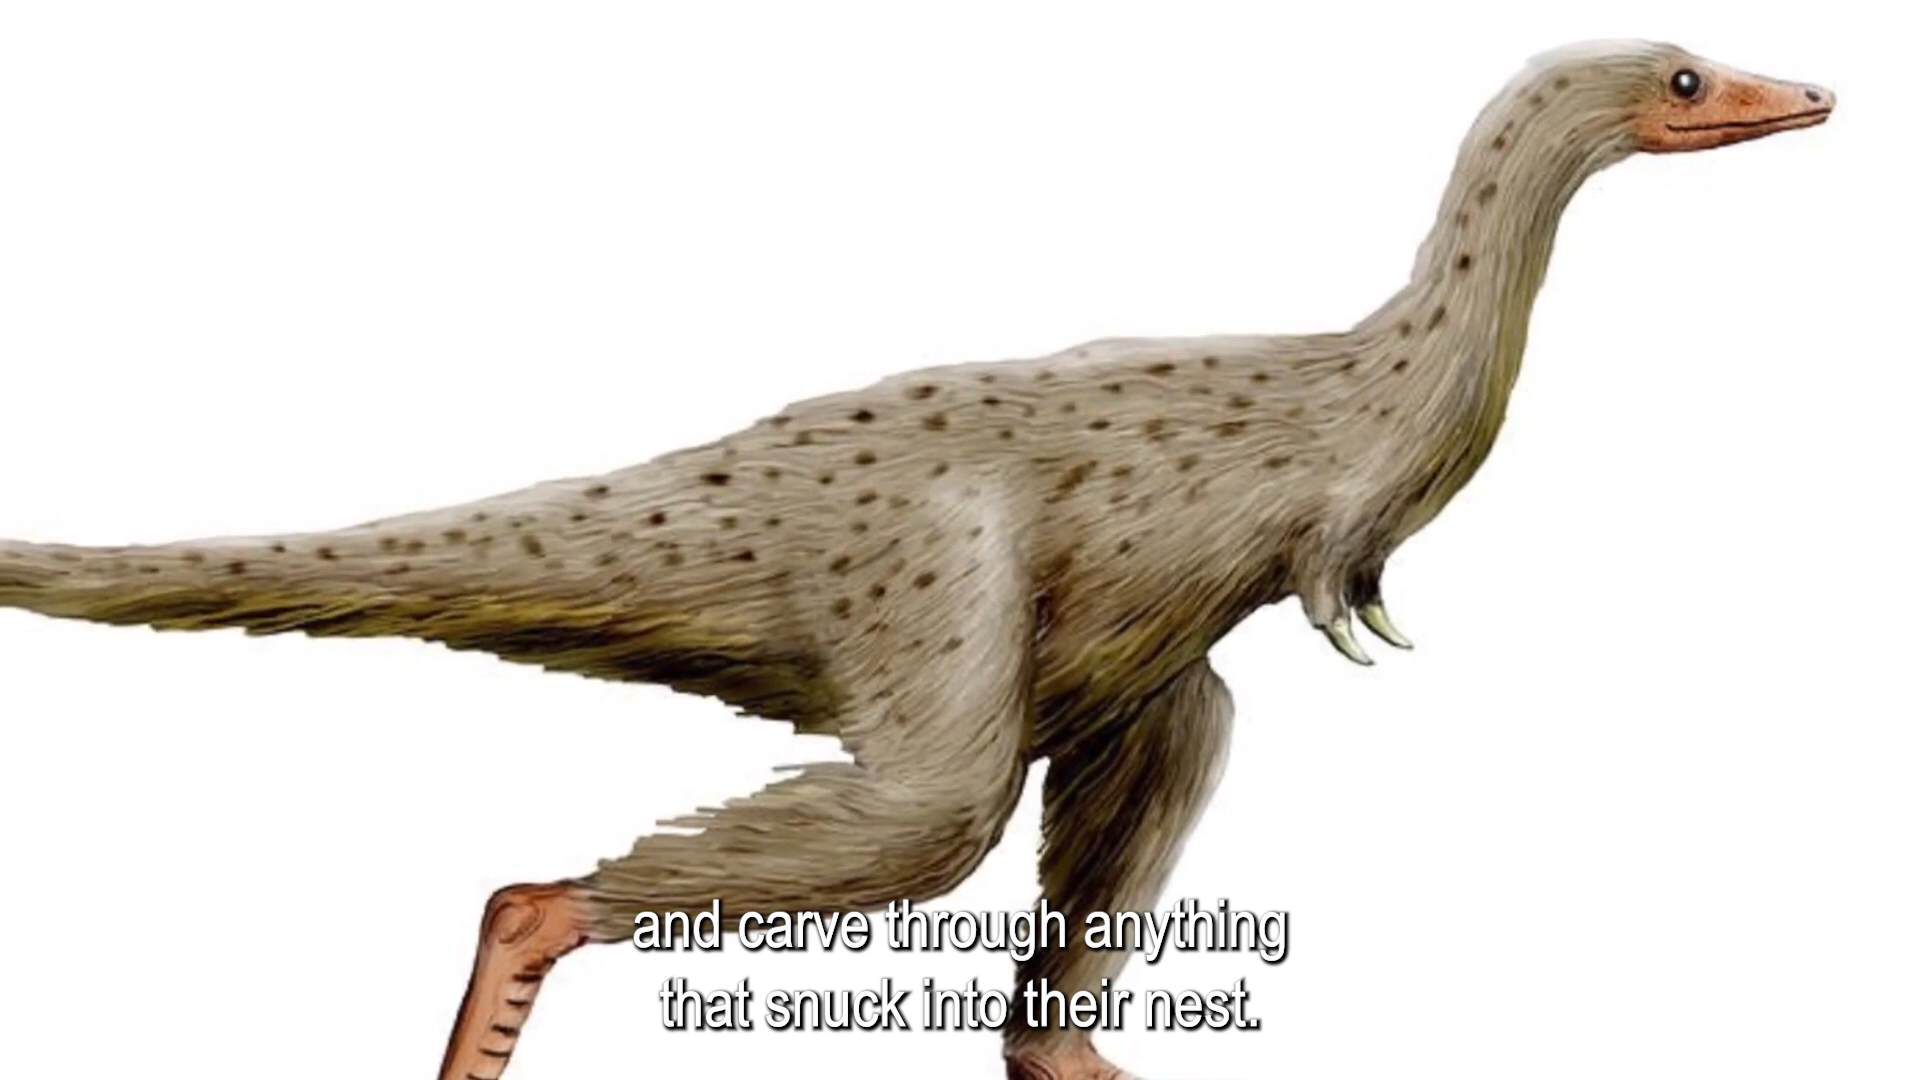 and carve through anything
that snuck into their nest.